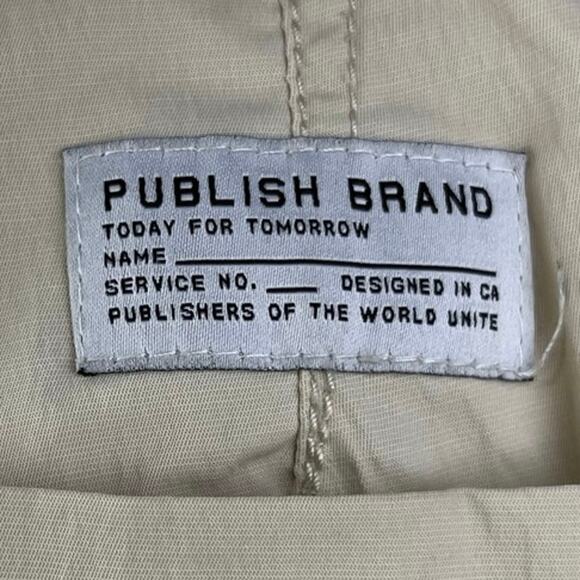 PUBLISH BRAND
TODAY FOR TOMORROW
NAME
SERVICE NO. DESIGNED IN CA
PUBLISHERS OF THE WORLD UNITE